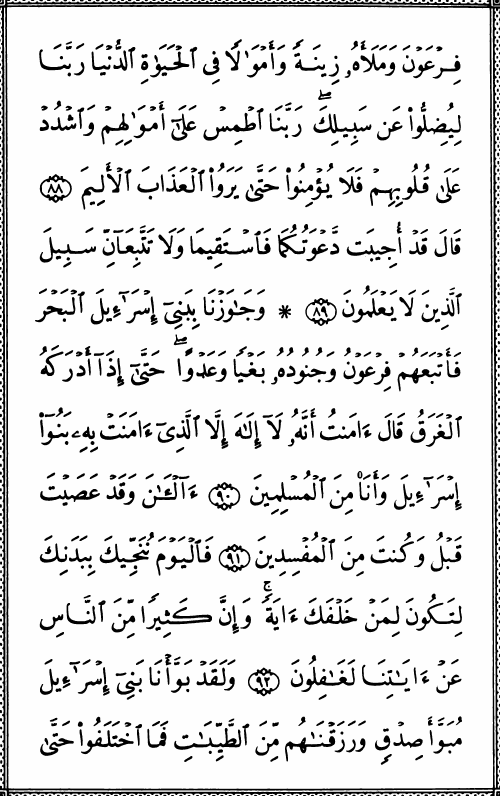 فِرۡعَوۡنَ وَمَلَأَهُۥ زِينَةٗ وَأَمۡوَٰلٗا فِي ٱلۡحَيَوٰةِ ٱلدُّنۡيَا رَبَّنَا
لِيُضِلُّواْ عَن سَبِيلِكَۖ رَبَّنَا ٱطۡمِسۡ عَلَىٰٓ أَمۡوَٰلِهِمۡ وَٱشۡدُدۡ
عَلَىٰ قُلُوبِهِمۡ فَلَا يُؤۡمِنُواْ حَتَّىٰ يَرَوُاْ ٱلۡعَذَابَ ٱلۡأَلِيمَ ٨٨
قَالَ قَدۡ أُجِيبَت دَّعۡوَتُكُمَا فَٱسۡتَقِيمَا وَلَا تَتَّبِعَآنِّ سَبِيلَ
ٱلَّذِينَ لَا يَعۡلَمُونَ ٨٩ * وَجَٰوَزۡنَا بِبَنِيٓ إِسۡرَٰٓءِيلَ ٱلۡبَحۡرَ
فَأَتۡبَعَهُمۡ فِرۡعَوۡنُ وَجُنُودُهُۥ بَغۡيٗا وَعَدۡوًاۖ حَتَّىٰٓ إِذَآ أَدۡرَكَهُ
ٱلۡغَرَقُ قَالَ ءَامَنتُ أَنَّهُۥ لَآ إِلَٰهَ إِلَّا ٱلَّذِيٓ ءَامَنَتۡ بِهِۦ بَنُوٓاْ
إِسۡرَٰٓءِيلَ وَأَنَا۠ مِنَ ٱلۡمُسۡلِمِينَ ٩٠ ءَآلۡـَٰٔنَ وَقَدۡ عَصَيۡتَ
قَبۡلُ وَكُنتَ مِنَ ٱلۡمُفۡسِدِينَ ٩١ فَٱلۡيَوۡمَ نُنَجِّيكَ بِبَدَنِكَ
لِتَكُونَ لِمَنۡ خَلۡفَكَ ءَايَةٗۚ وَإِنَّ كَثِيرٗا مِّنَ ٱلنَّاسِ
عَنۡ ءَايَٰتِنَا لَغَٰفِلُونَ ٩٢ وَلَقَدۡ بَوَّأۡنَا بَنِيٓ إِسۡرَٰٓءِيلَ
مُبَوَّأَ صِدۡقٖ وَرَزَقۡنَٰهُم مِّنَ ٱلطَّيِّبَٰتِ فَمَا ٱخۡتَلَفُواْ حَتَّىٰ